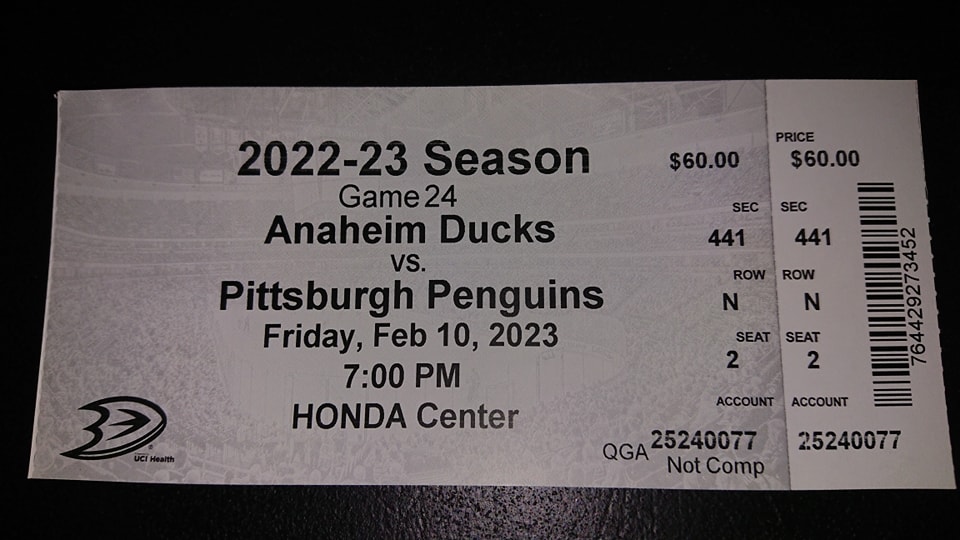 2022-23 Season
Game 24
Anaheim Ducks
vs.
Pittsburgh Penguins
Friday, Feb 10, 2023
7:00 PM
HONDA Center
UCI Health
$60.00
SEC
441
ROW
N
SEAT
2
ACCOUNT
QGA 25240077
Not Comp
PRICE
$60.00
SEC
441
ROW
N
SEAT
2
ACCOUNT
25240077
764429273452